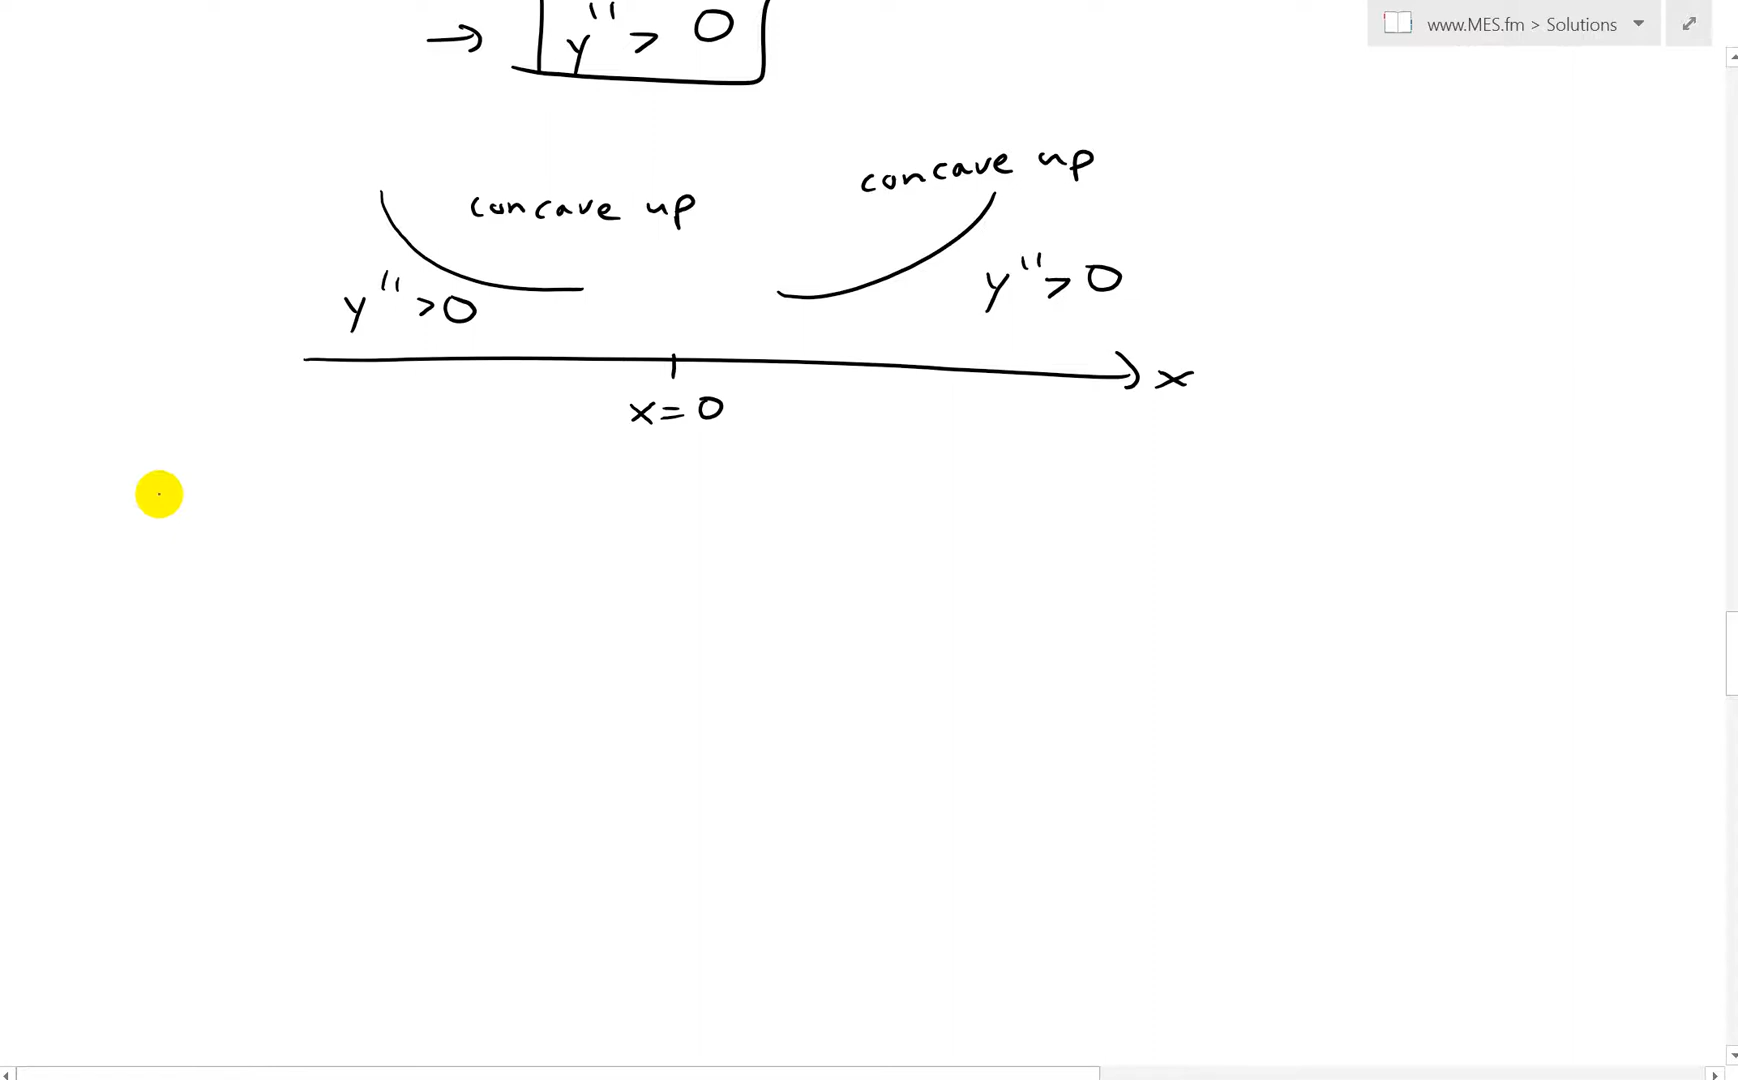 www.MES.fm > Solutions
→ y'' > 0
concave up
concave up
y'' > 0
y'' > 0
x
x = 0